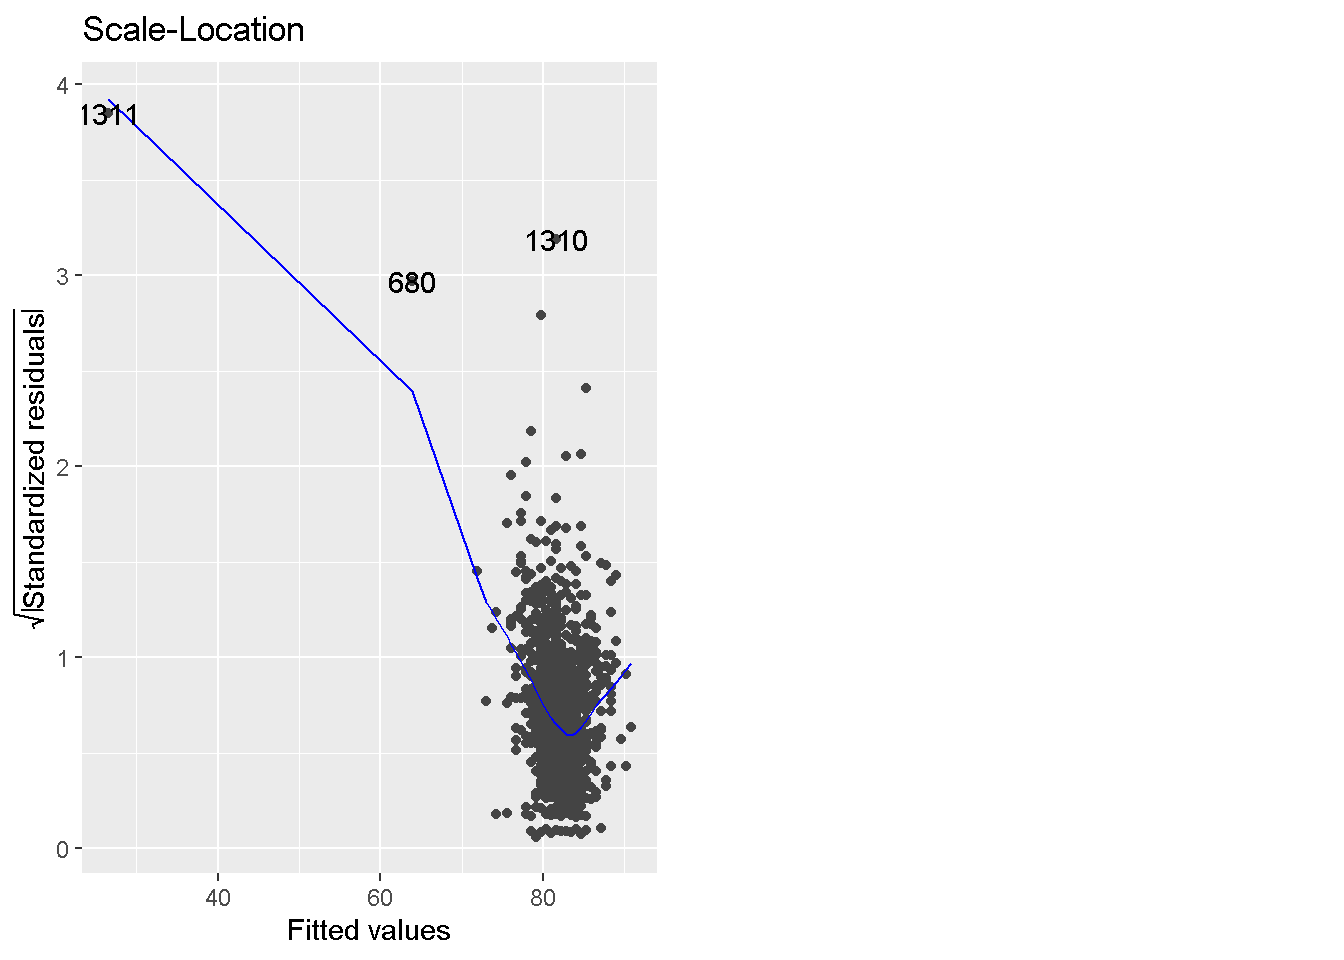 Scale-Location
4
1311
1310
3
680
√|Standardized residuals|
2
1
0
40 60 80
Fitted values